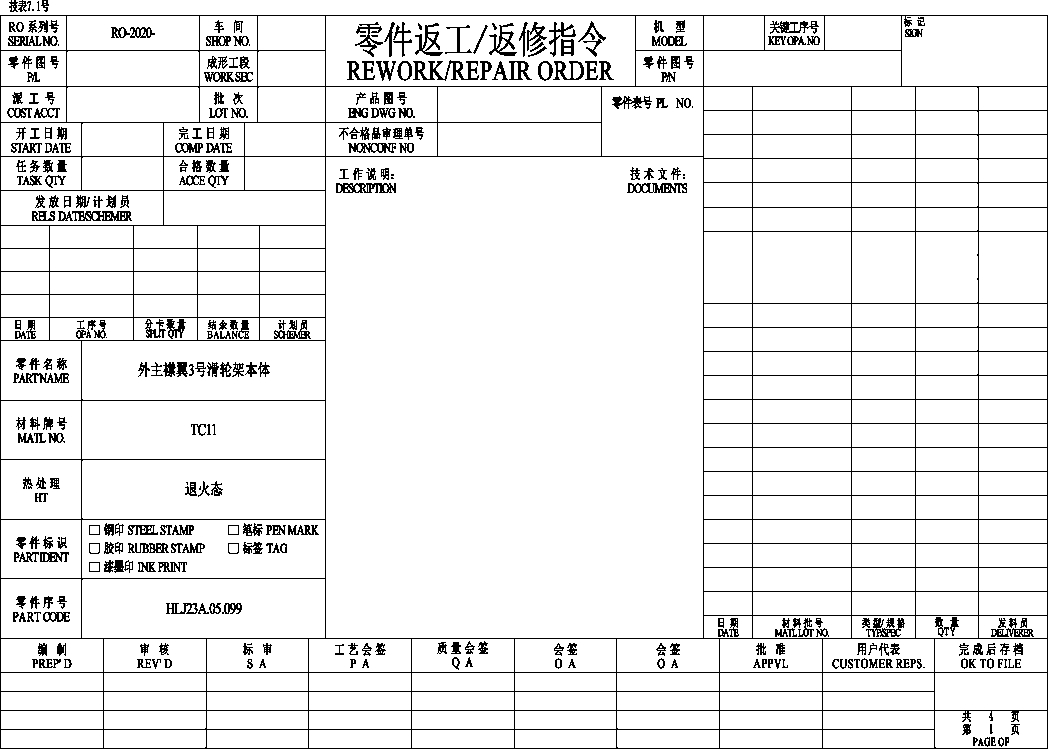 技表7.1号
RO 系列号
SERIAL NO.
RO-2020-
车 间
SHOP NO.
零件返工/返修指令
REWORK/REPAIR ORDER
机 型
MODEL
关键工序号
KEY OPA.NO
标 记
SIGN
零 件 图 号
P/L
成形工段
WORK SEC
零 件 图 号
P/N
派 工 号
COST ACCT
批 次
LOT NO.
产 品 图 号
ENG DWG NO.
零件表号 PL NO.
开 工 日 期
START DATE
完 工 日 期
COMP DATE
不合格品审理单号
NONCONF NO
任 务 数 量
TASK QTY
合 格 数 量
ACCE QTY
工 作 说 明:
DESCRIPTION
技 术 文 件:
DOCUMENTS
发 放 日 期/ 计 划 员
RELS DATE/SCHEMER
日 期
DATE
工 序 号
OPA NO.
分 卡 数 量
SPLIT QTY
结 余 数 量
BALANCE
计 划 员
SCHEMER
零 件 名 称
PART NAME
外主襟翼3号滑轮架本体
材 料 牌 号
MATL NO.
TC11
热 处 理
HT
退火态
零 件 标 识
PART IDENT
□ 钢印 STEEL STAMP □ 笔标 PEN MARK
□ 胶印 RUBBER STAMP □ 标签 TAG
□ 漆墨印 INK PRINT
零 件 序 号
PART CODE
HLJ23A.05.099
日 期
DATE
材 料 批 号
MATL LOT NO.
类 型/ 规 格
TYP/SPEC
数 量
QTY
发 料 员
DELIVERER
编 制
PREP' D
审 核
REV' D
标 审
S A
工 艺 会 签
P A
质 量 会 签
Q A
会 签
O A
会 签
O A
批 准
APPVL
用户代表
CUSTOMER REPS.
完 成 后 存 档
OK TO FILE
共 4 页
第 1 页
PAGE OF